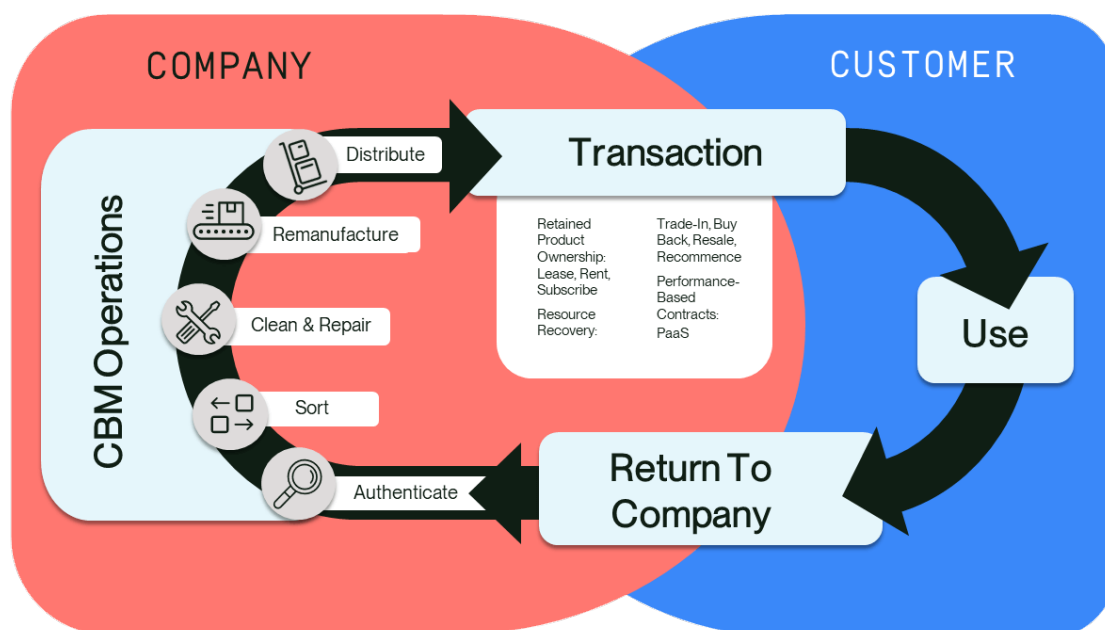 COMPANY
CUSTOMER
CBM Operations
Distribute
Remanufacture
Clean & Repair
Sort
Authenticate
Transaction
Retained
Product
Ownership:
Lease, Rent,
Subscribe
Resource
Recovery:
Trade-In, Buy
Back, Resale,
Recommence
Performance-
Based
Contracts:
PaaS
Use
Return To
Company